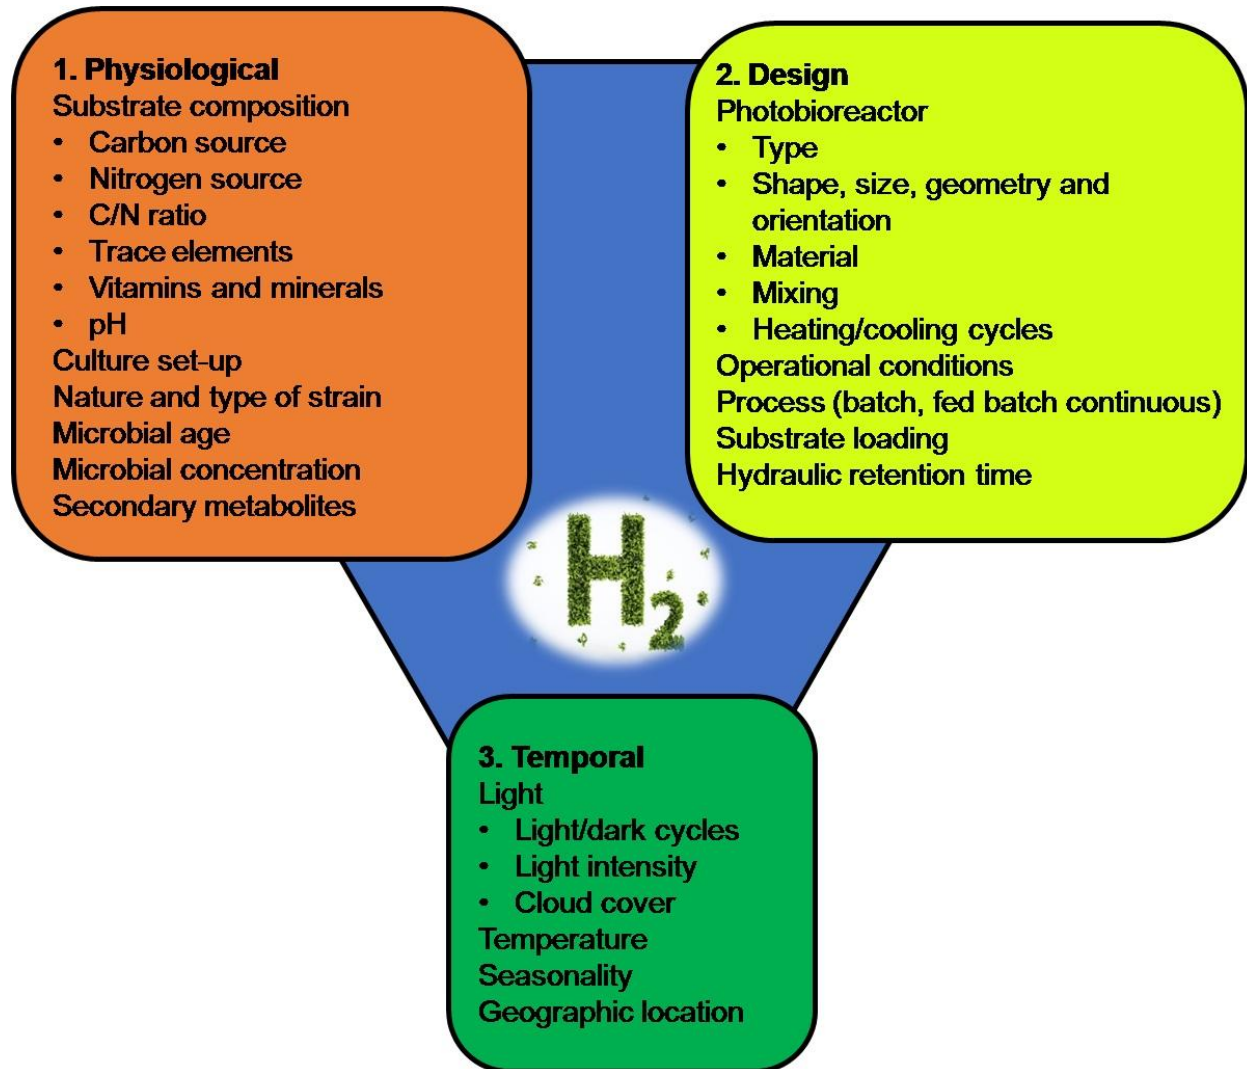 1. Physiological
Substrate composition
• Carbon source
• Nitrogen source
• C/N ratio
• Trace elements
• Vitamins and minerals
• pH
Culture set-up
Nature and type of strain
Microbial age
Microbial concentration
Secondary metabolites
2. Design
Photobioreactor
• Type
• Shape, size, geometry and
orientation
• Material
• Mixing
• Heating/cooling cycles
Operational conditions
Process (batch, fed batch continuous)
Substrate loading
Hydraulic retention time
H2
3. Temporal
Light
• Light/dark cycles
• Light intensity
• Cloud cover
Temperature
Seasonality
Geographic location